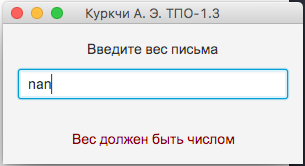 Куркчи А. Э. ТПО-1.3
Введите вес письма
nan
Вес должен быть числом